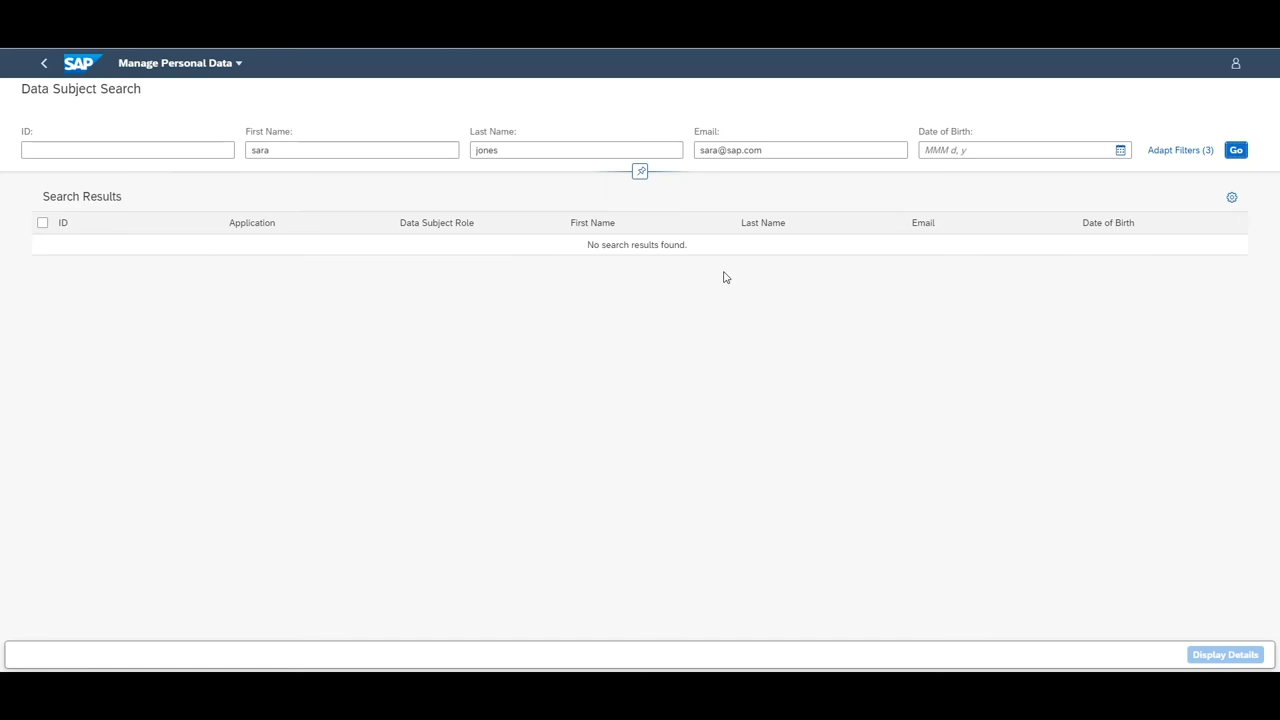 SAP Manage Personal Data
Data Subject Search
ID: First Name: Last Name: Email: Date of Birth:
sara jones sara@sap.com MMM d, y Adapt Filters (3) Go
Search Results
ID Application Data Subject Role First Name Last Name Email Date of Birth
No search results found.
Display Details